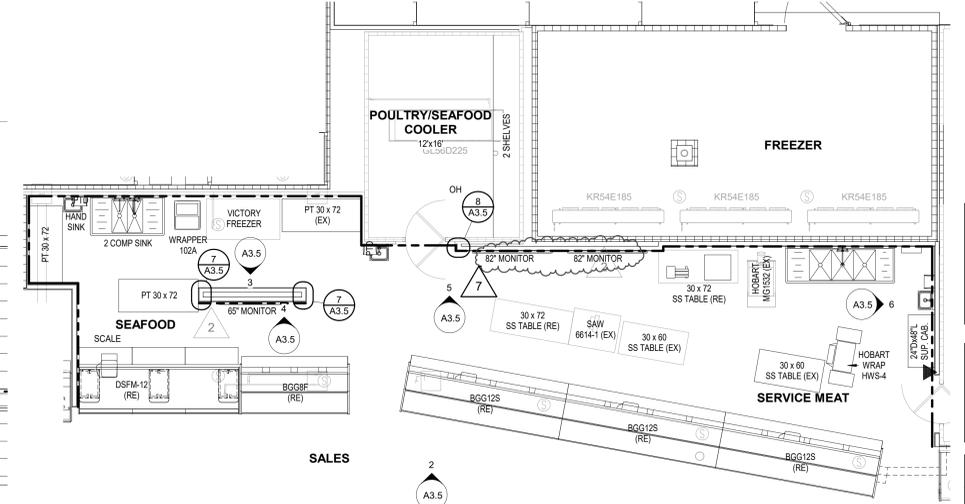 POULTRY/SEAFOOD
COOLER
12'x16'
GL56D225
2 SHELVES
FREEZER
KR54E185
KR54E185
KR54E185
S
S
OH
8
A3.5
HAND
SINK
2 COMP SINK
WRAPPER
102A
S
VICTORY
FREEZER
PT 30 x 72
(EX)
PT 30 x 72
7
A3.5
A3.5
3
PT 30 x 72
65" MONITOR
4
7
A3.5
2
A3.5
SEAFOOD
SCALE
82" MONITOR
82" MONITOR
7
5
A3.5
30 x 72
SS TABLE (RE)
HOBART
MG1532 (EX)
A3.5
6
24"Dx48"L
SUP. CAB.
30 x 72
SS TABLE (RE)
SAW
6614-1 (EX)
30 x 60
SS TABLE (EX)
30 x 60
SS TABLE (EX)
HOBART
WRAP
HWS-4
SERVICE MEAT
DSFM-12
(RE)
BGG8F
(RE)
BGG12S
(RE)
S
BGG12S
(RE)
S
BGG12S
(RE)
S
SALES
2
A3.5